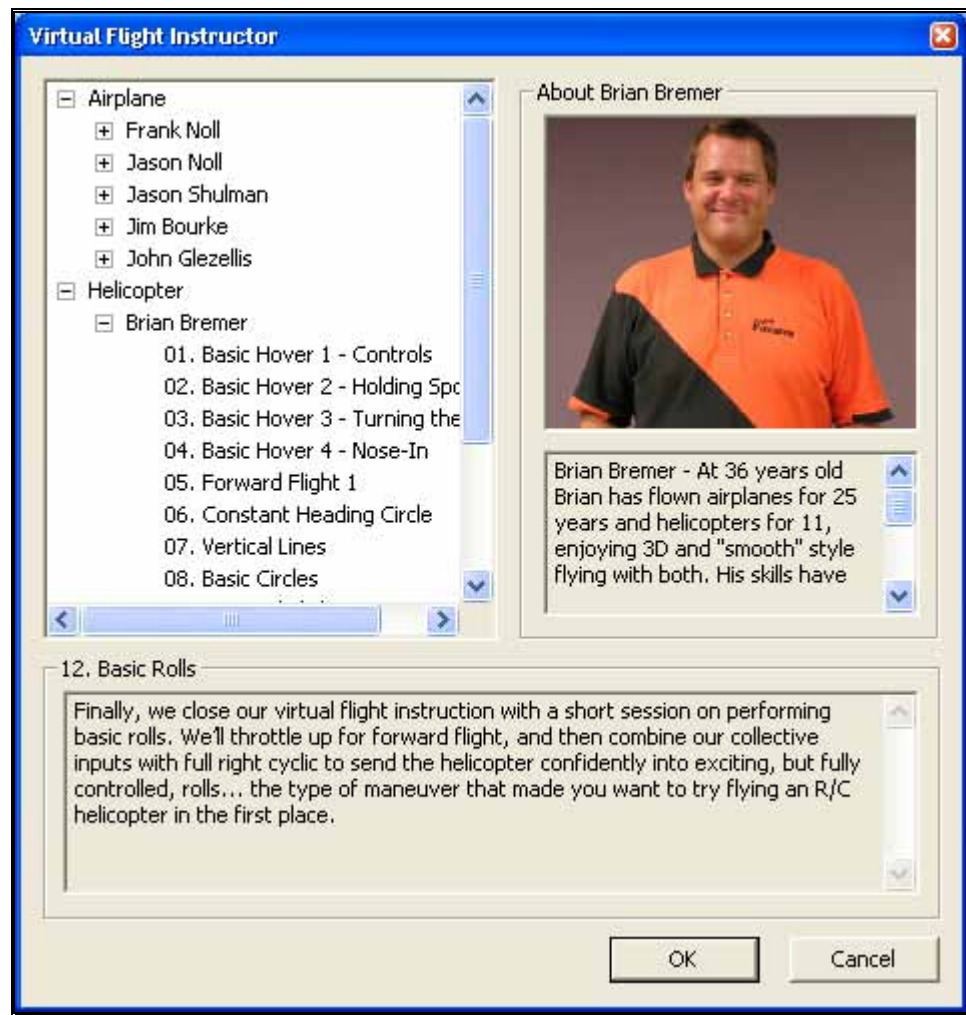 Virtual Flight Instructor
Airplane
Frank Noll
Jason Noll
Jason Shulman
Jim Bourke
John Glezellis
Helicopter
Brian Bremer
01. Basic Hover 1 - Controls
02. Basic Hover 2 - Holding Spo
03. Basic Hover 3 - Turning the
04. Basic Hover 4 - Nose-In
05. Forward Flight 1
06. Constant Heading Circle
07. Vertical Lines
08. Basic Circles
About Brian Bremer
Brian Bremer - At 36 years old
Brian has flown airplanes for 25
years and helicopters for 11,
enjoying 3D and "smooth" style
flying with both. His skills have
12. Basic Rolls
Finally, we close our virtual flight instruction with a short session on performing
basic rolls. We'll throttle up for forward flight, and then combine our collective
inputs with full right cyclic to send the helicopter confidently into exciting, but fully
controlled, rolls... the type of maneuver that made you want to try flying an R/C
helicopter in the first place.
OK
Cancel